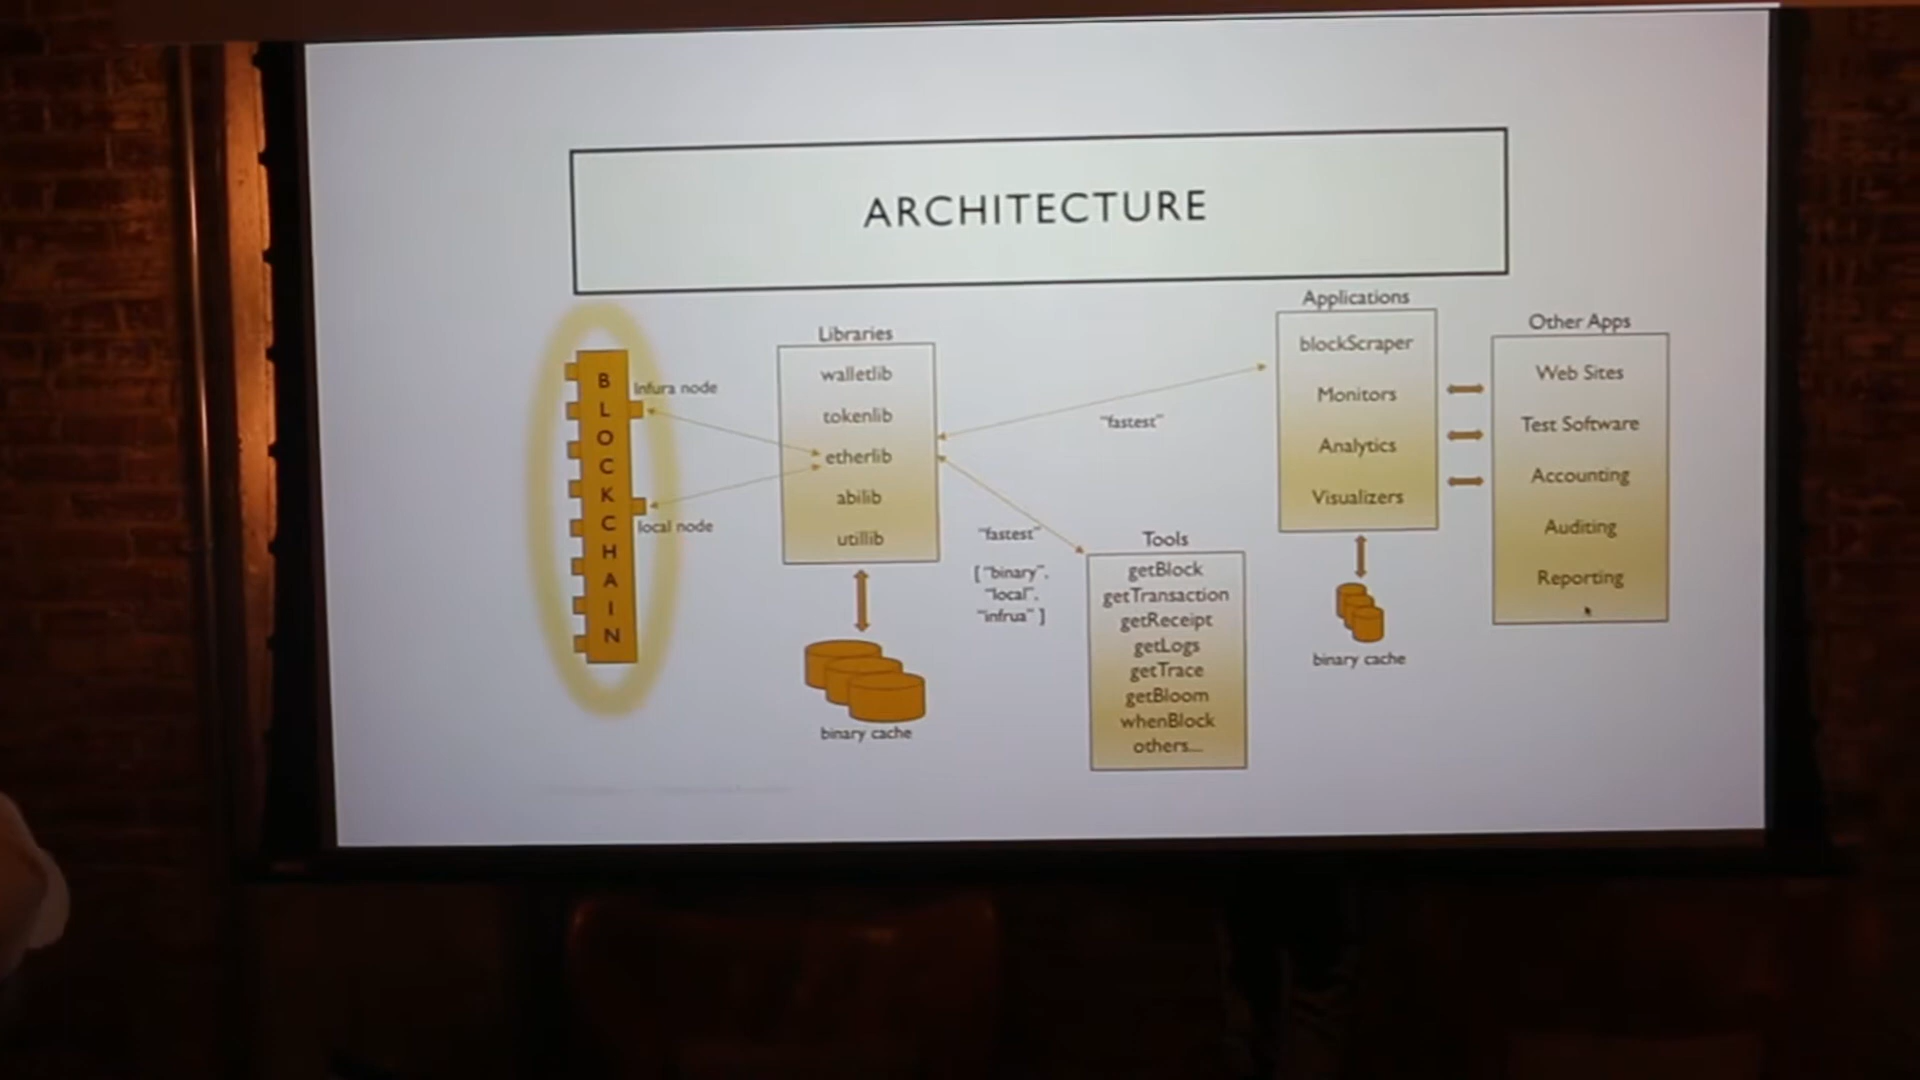 ARCHITECTURE
BLOCKCHAIN
Infura node
local node
Libraries
walletlib
tokenlib
etherlib
abilib
utillib
binary cache
"fastest"
"fastest"
["binary",
"local",
"infrua"]
Tools
getBlock
getTransaction
getReceipt
getLogs
getTrace
getBloom
whenBlock
others...
Applications
blockScraper
Monitors
Analytics
Visualizers
binary cache
Other Apps
Web Sites
Test Software
Accounting
Auditing
Reporting